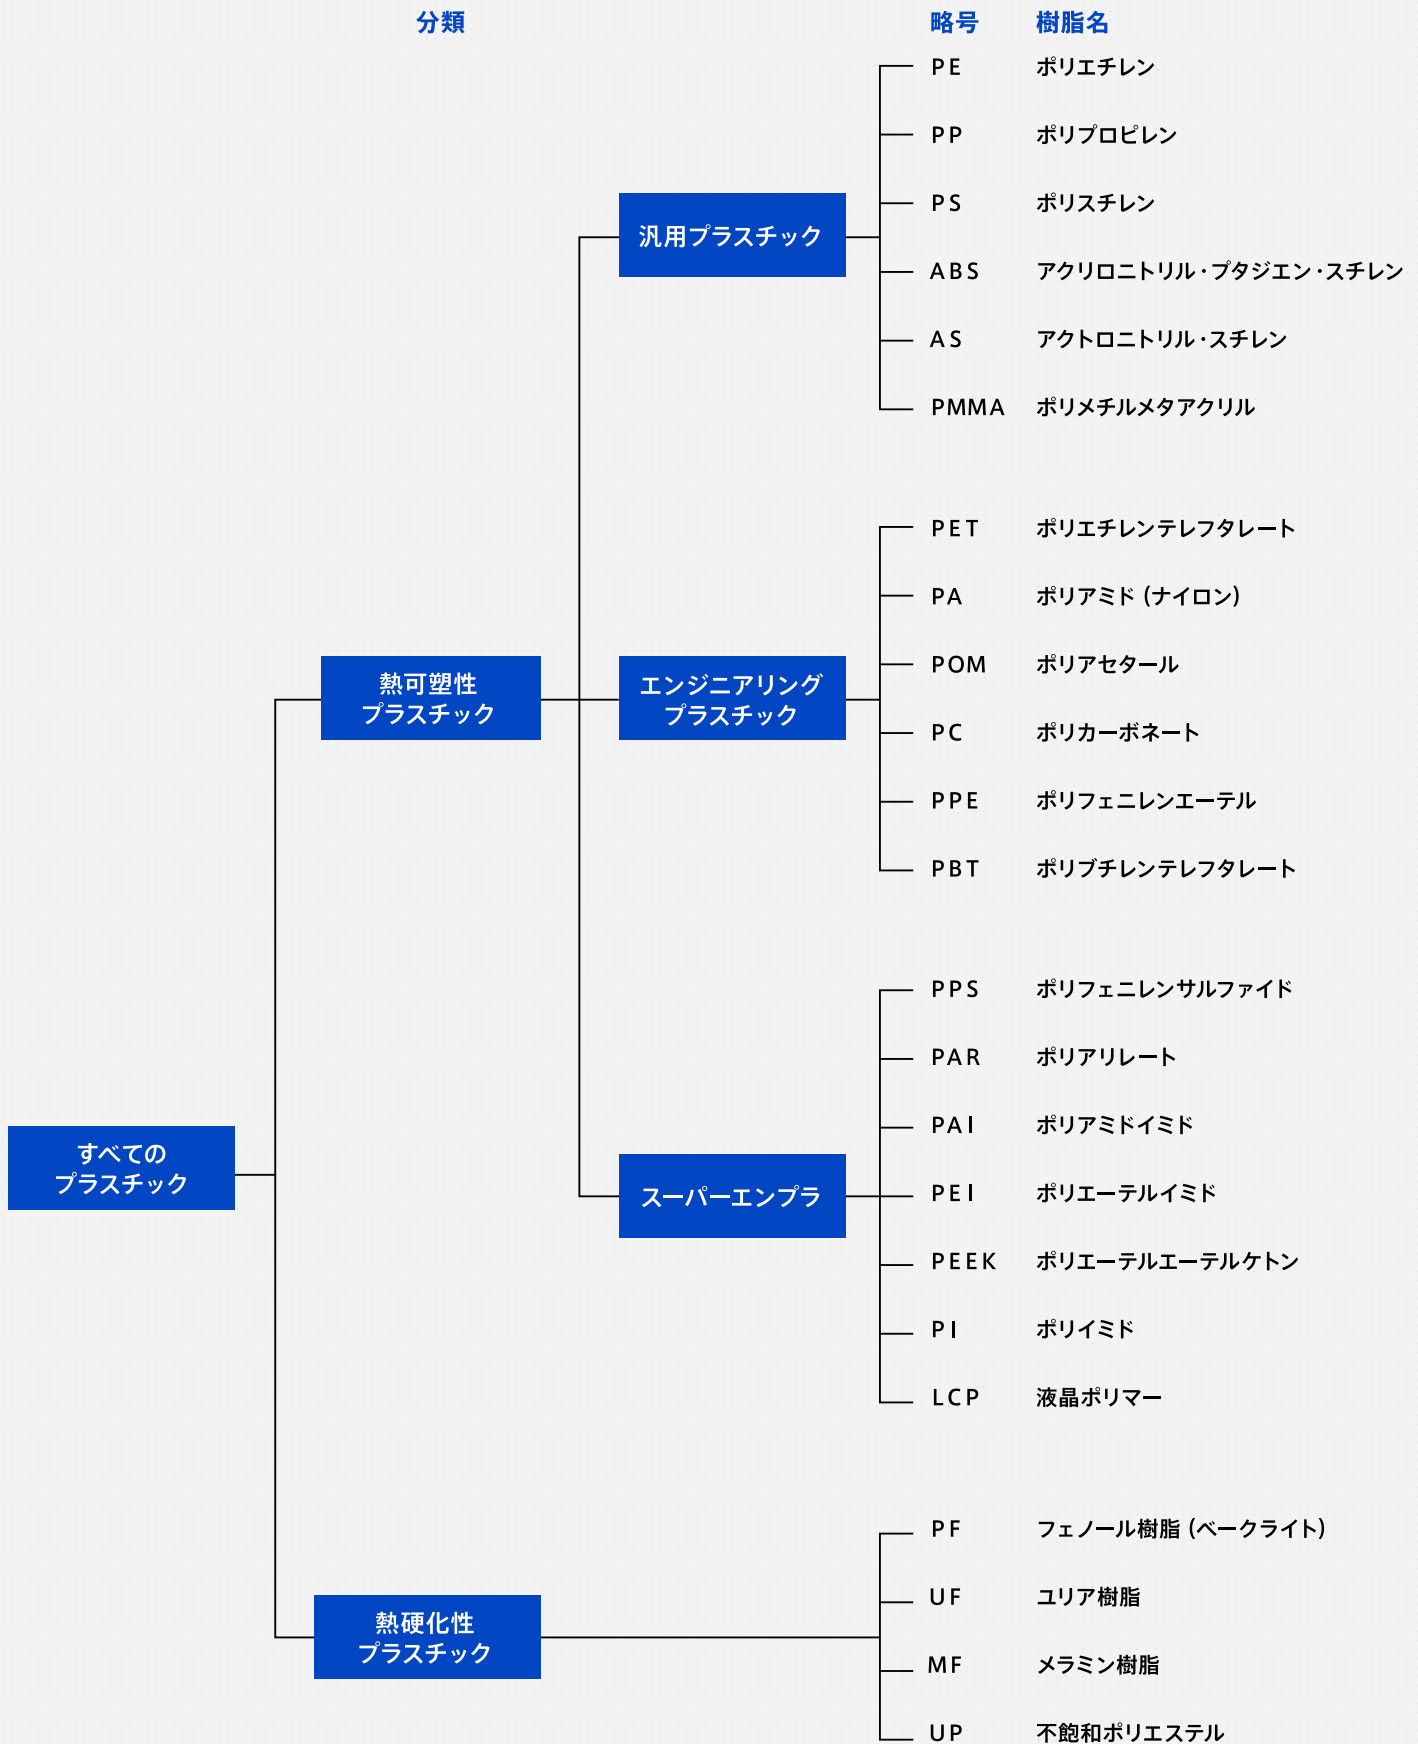 分類 略号 樹脂名
PE ポリエチレン
PP ポリプロピレン
PS ポリスチレン
汎用プラスチック
ABS アクリロニトリル・プタジエン・スチレン
AS アクトロニトリル・スチレン
PMMA ポリメチルメタアクリル
PET ポリエチレンテレフタレート
PA ポリアミド(ナイロン)
POM ポリアセタール
熱可塑性
プラスチック
エンジニアリング
プラスチック
PC ポリカーボネート
PPE ポリフェニレンエーテル
PBT ポリブチレンテレフタレート
PPS ポリフェニレンサルファイド
PAR ポリアリレート
PAI ポリアミドイミド
すべての
プラスチック
スーパーエンプラ
PEI ポリエーテルイミド
PEEK ポリエーテルエーテルケトン
PI ポリイミド
LCP 液晶ポリマー
PF フェノール樹脂(ベークライト)
UF ユリア樹脂
熱硬化性
プラスチック
MF メラミン樹脂
UP 不飽和ポリエステル